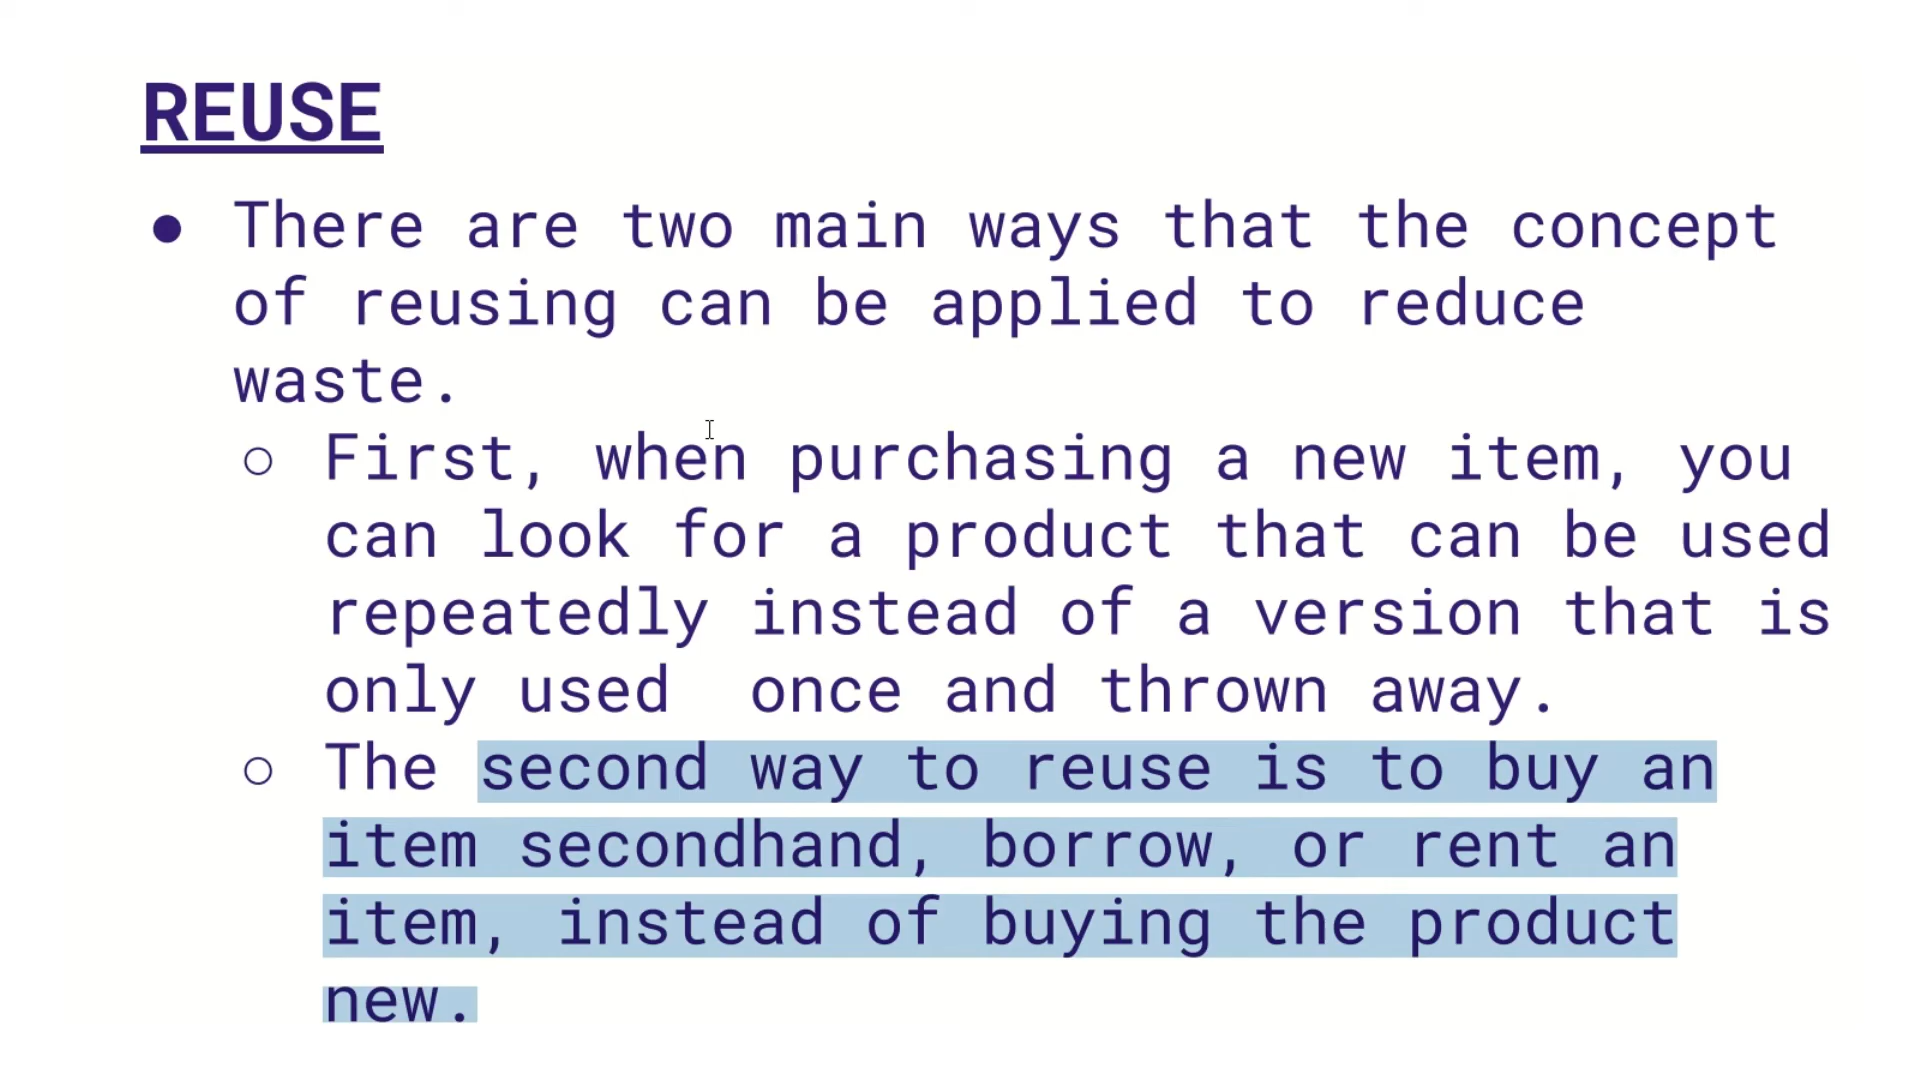 REUSE
● There are two main ways that the concept
of reusing can be applied to reduce
waste.
○ First, when purchasing a new item, you
can look for a product that can be used
repeatedly instead of a version that is
only used  once and thrown away.
○ The second way to reuse is to buy an
item secondhand, borrow, or rent an
item, instead of buying the product
new.